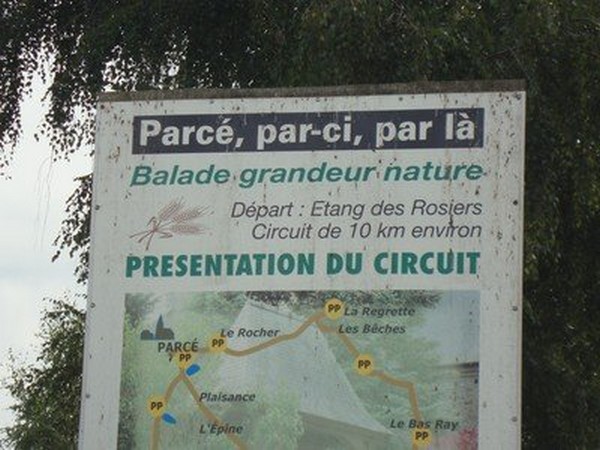 Parcé, par-ci, par là
Balade grandeur nature
Départ : Etang des Rosiers
Circuit de 10 km environ
PRESENTATION DU CIRCUIT
PP
La Regrette
Le Rocher
Les Bêches
PARCÉ
PP
PP
PP
Plaisance
PP
Le Bas Ray
L'Épine
PP